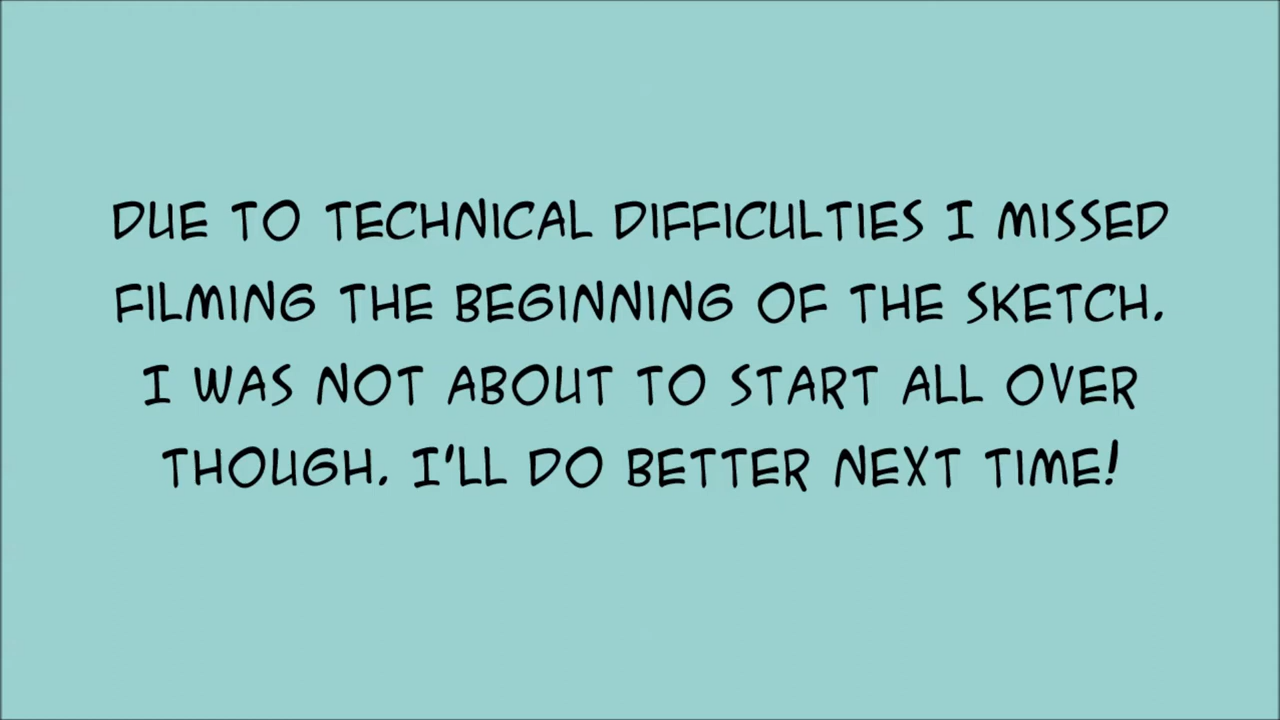 DUE TO TECHNICAL DIFFICULTIES I MISSED
FILMING THE BEGINNING OF THE SKETCH.
I WAS NOT ABOUT TO START ALL OVER
THOUGH. I'LL DO BETTER NEXT TIME!